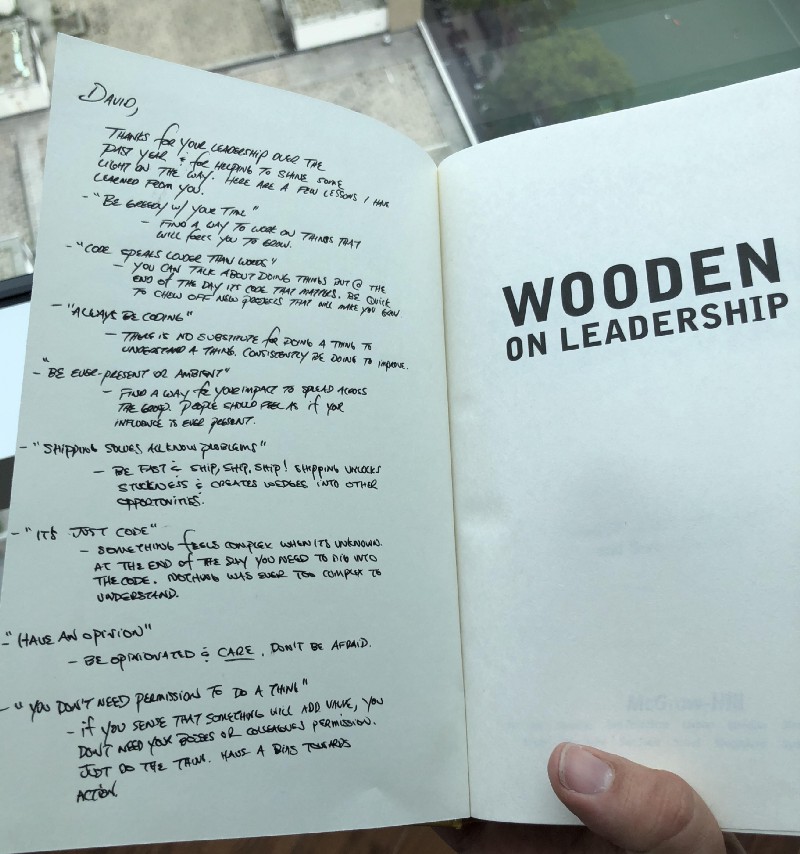 DAVID,
THANKS for YOUR LEADERSHIP OVER THE
PAST YEAR & for HELPING TO SHINE SOME
LIGHT ON THE WAY. HERE ARE A FEW LESSONS I HAVE
LEARNED FROM YOU.
- "BE GREEDY w/ YOUR TIME"
- FIND A WAY TO WORK ON THINGS THAT
WILL FORCE YOU TO GROW.
- "CODE SPEAKS LOUDER THAN WORDS"
- YOU CAN TALK ABOUT DOING THINGS BUT @ THE
END OF THE DAY ITS CODE THAT MATTERS. BE QUICK
TO CHEW OFF NEW PROJECTS THAT WILL MAKE YOU GROW
- "ALWAYS BE CODING"
- THERE IS NO SUBSTITUTE for DOING A THING TO
UNDERSTAND A THING. CONSISTENTLY BE DOING TO IMPROVE.
- "BE EVER-PRESENT OR AMBIENT"
- FIND A WAY for YOUR IMPACT TO SPREAD ACROSS
THE GROUP. PEOPLE SHOULD FEEL AS if YOUR
INFLUENCE IS EVER PRESENT.
- "SHIPPING SOLVES ALL KNOW PROBLEMS"
- BE FAST & SHIP, SHIP, SHIP! SHIPPING UNLOCKS
STUCKNESS & CREATES WEDGES INTO OTHER
OPPORTUNITIES.
- "IT'S JUST CODE"
- SOMETHING fEELS COMPLEX WHEN ITS UNKNOWN.
AT THE END of THE DAY YOU NEED TO DIG INTO
THE CODE. NOTHING WAS EVER TOO COMPLEX TO
UNDERSTAND.
- "HAVE AN OPINION"
- BE OPINIONATED & CARE. DON'T BE AFRAID.
- "YOU DON'T NEED PERMISSION TO DO A THING"
- if YOU SENSE THAT SOMETHING WILL ADD VALUE, YOU
DON'T NEED YOUR BOSSES OR COLLEAGUES PERMISSION.
JUST DO THE THING. HAVE A BIAS TOWARDS
ACTION.
WOODEN
ON LEADERSHIP
McGraw-Hill